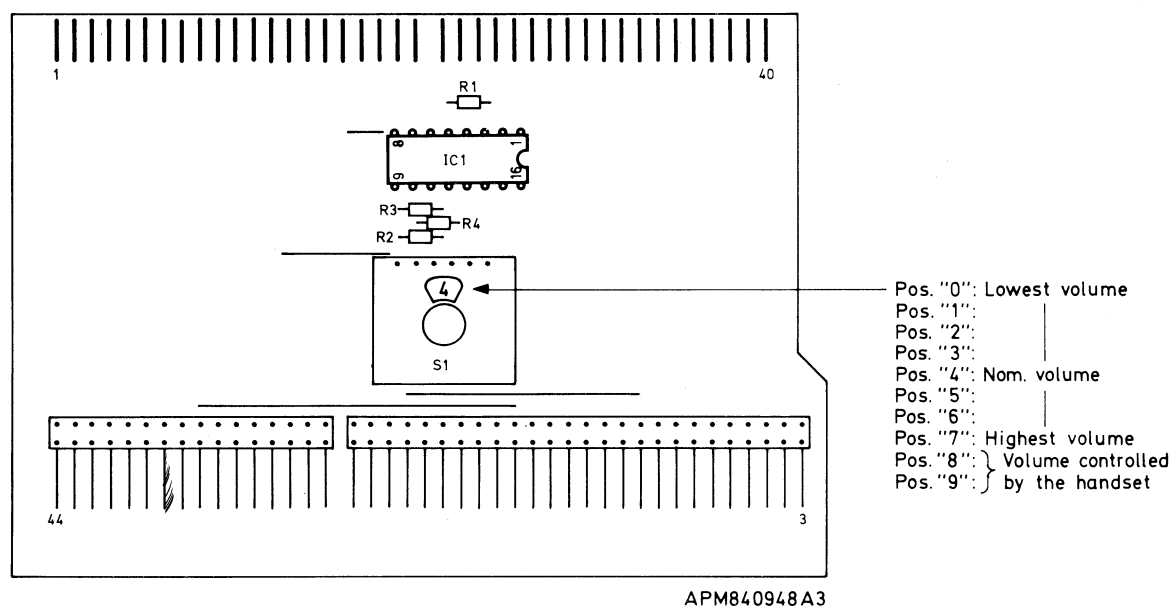 1
40
R1
8
1
IC1
9
16
R3
R4
R2
4
S1
Pos. "0": Lowest volume
Pos. "1":
Pos. "2":
Pos. "3":
Pos. "4": Nom. volume
Pos. "5":
Pos. "6":
Pos. "7": Highest volume
Pos. "8": } Volume controlled
Pos. "9": } by the handset
44
3
APM840948A3